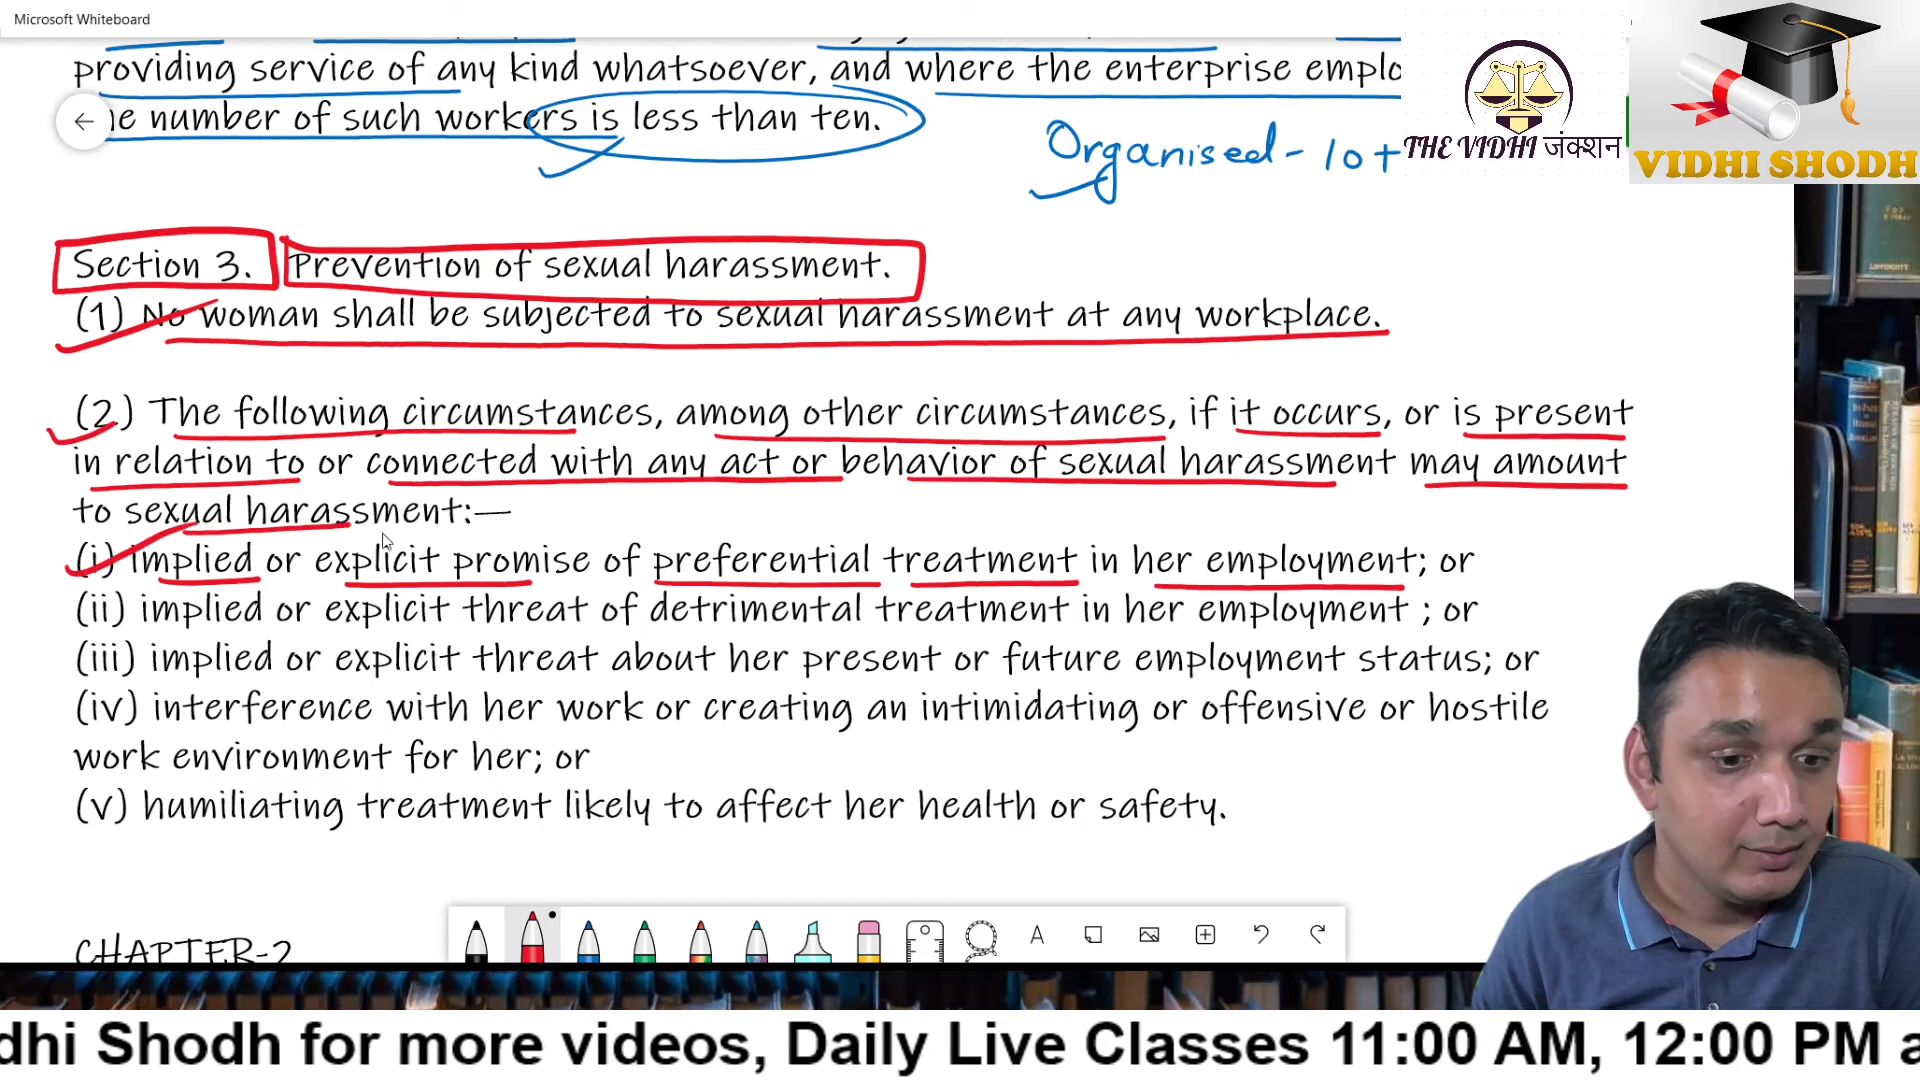 Microsoft Whiteboard
providing service of any kind whatsoever, and where the enterprise emplo
he number of such workers is less than ten.
Organised - 10+
THE VIDHI जंक्शन
VIDHI SHODH
Section 3. Prevention of sexual harassment.
(1) No woman shall be subjected to sexual harassment at any workplace.
(2) The following circumstances, among other circumstances, if it occurs, or is present
in relation to or connected with any act or behavior of sexual harassment may amount
to sexual harassment:—
(i) implied or explicit promise of preferential treatment in her employment; or
(ii) implied or explicit threat of detrimental treatment in her employment ; or
(iii) implied or explicit threat about her present or future employment status; or
(iv) interference with her work or creating an intimidating or offensive or hostile
work environment for her; or
(v) humiliating treatment likely to affect her health or safety.
CHAPTER-2
dhi Shodh for more videos, Daily Live Classes 11:00 AM, 12:00 PM a